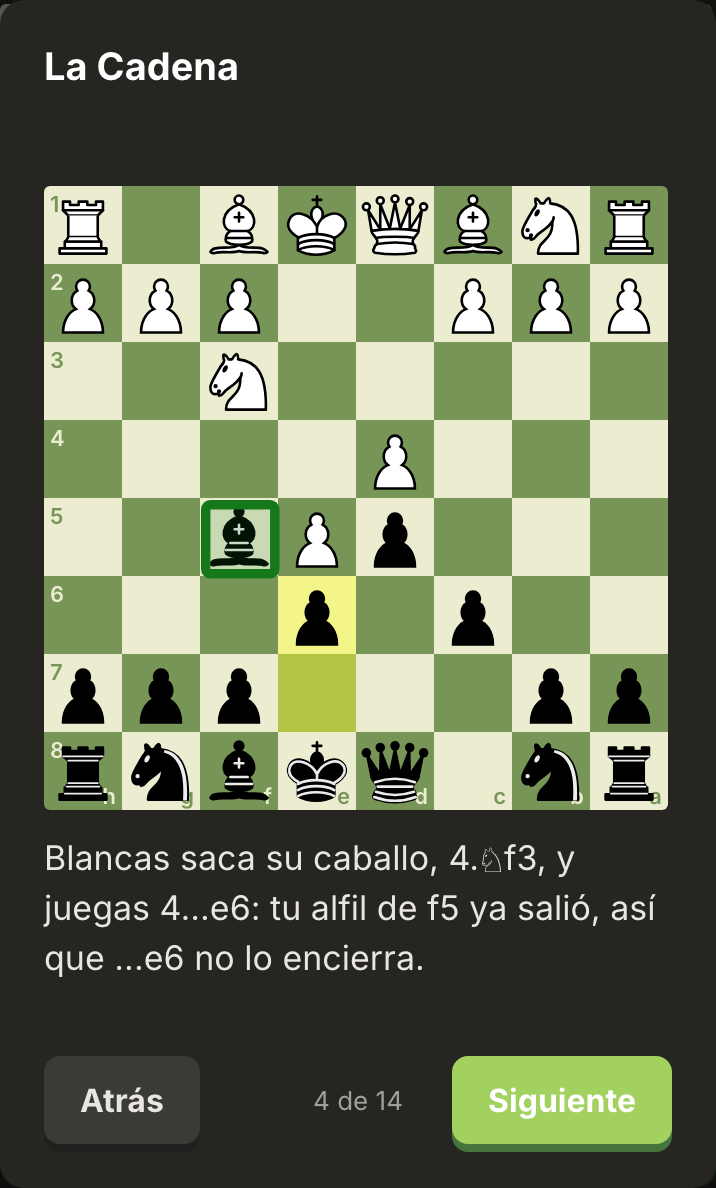 La Cadena
1
2
3
4
5
6
7
8
h g f e d c b a
Blancas saca su caballo, 4.♘f3, y
juegas 4...e6: tu alfil de f5 ya salió, así
que ...e6 no lo encierra.
Atrás
4 de 14
Siguiente